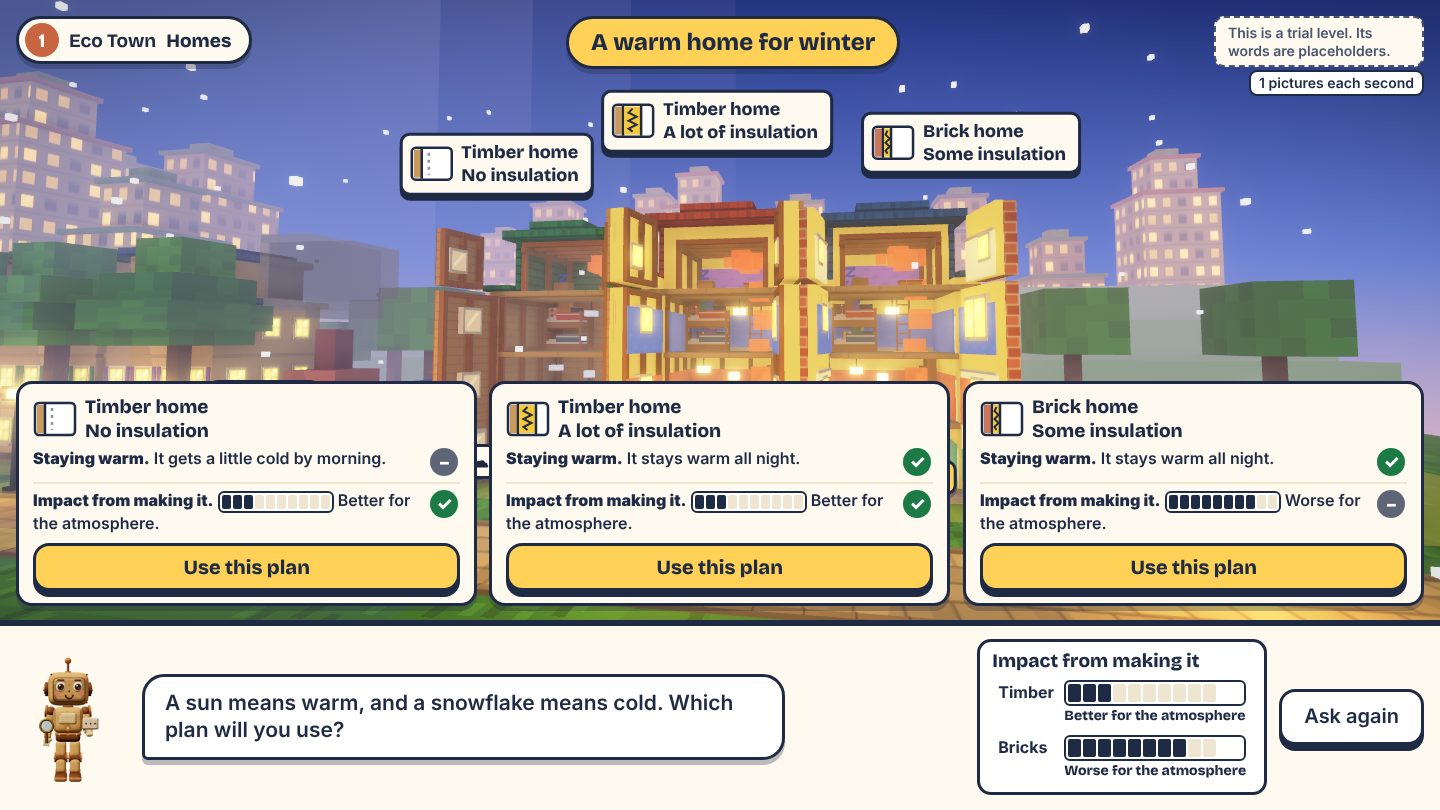 1 Eco Town Homes
A warm home for winter
This is a trial level. Its
words are placeholders.
1 pictures each second
Timber home
No insulation
Timber home
A lot of insulation
Brick home
Some insulation
Timber home
No insulation
Staying warm. It gets a little cold by morning.
Impact from making it. Better for
the atmosphere.
Use this plan
Timber home
A lot of insulation
Staying warm. It stays warm all night.
Impact from making it. Better for
the atmosphere.
Use this plan
Brick home
Some insulation
Staying warm. It stays warm all night.
Impact from making it. Worse for
the atmosphere.
Use this plan
A sun means warm, and a snowflake means cold. Which
plan will you use?
Impact from making it
Timber
Better for the atmosphere
Bricks
Worse for the atmosphere
Ask again